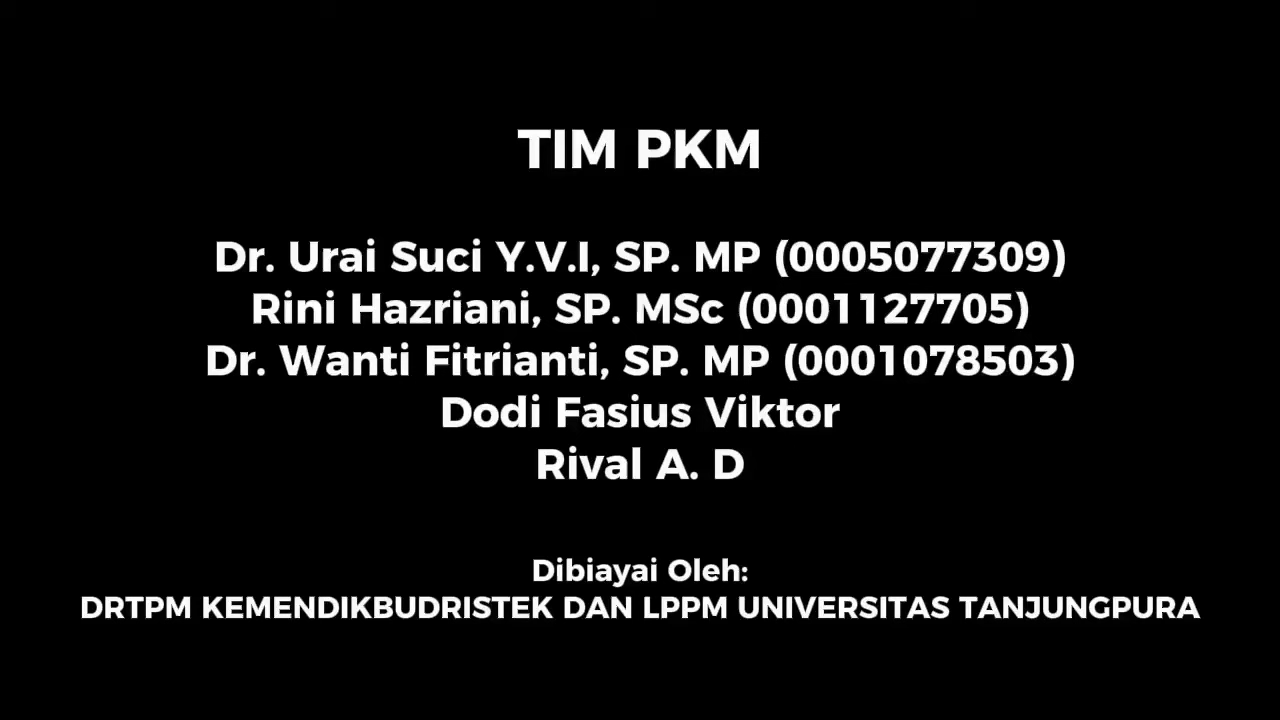 TIM PKM
Dr. Urai Suci Y.V.I, SP. MP (0005077309)
Rini Hazriani, SP. MSc (0001127705)
Dr. Wanti Fitrianti, SP. MP (0001078503)
Dodi Fasius Viktor
Rival A. D
Dibiayai Oleh:
DRTPM KEMENDIKBUDRISTEK DAN LPPM UNIVERSITAS TANJUNGPURA